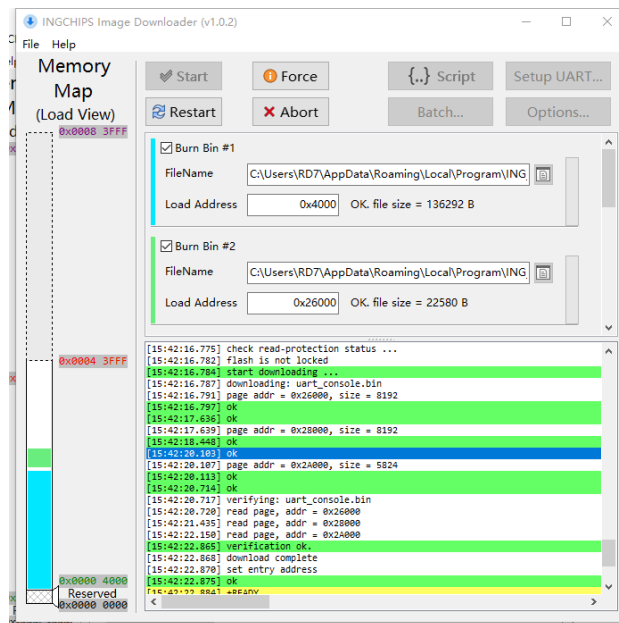 INGCHIPS Image Downloader (v1.0.2)
File Help
Memory
Map
(Load View)
0x0008 3FFF
0x0004 3FFF
0x0000 4000
Reserved
0x0000 0000
Start
Force
{..} Script
Setup UART...
Restart
Abort
Batch...
Options...
Burn Bin #1
FileName C:\Users\RD7\AppData\Roaming\Local\Program\ING_
Load Address 0x4000 OK. file size = 136292 B
Burn Bin #2
FileName C:\Users\RD7\AppData\Roaming\Local\Program\ING_
Load Address 0x26000 OK. file size = 22580 B
[15:42:16.775] check read-protection status ...
[15:42:16.782] flash is not locked
[15:42:16.784] start downloading ...
[15:42:16.787] downloading: uart_console.bin
[15:42:16.791] page addr = 0x26000, size = 8192
[15:42:16.797] ok
[15:42:17.636] ok
[15:42:17.639] page addr = 0x28000, size = 8192
[15:42:18.448] ok
[15:42:20.103] ok
[15:42:20.107] page addr = 0x2A000, size = 5824
[15:42:20.113] ok
[15:42:20.714] ok
[15:42:20.717] verifying: uart_console.bin
[15:42:20.720] read page, addr = 0x26000
[15:42:21.435] read page, addr = 0x28000
[15:42:22.150] read page, addr = 0x2A000
[15:42:22.865] verification ok.
[15:42:22.868] download complete
[15:42:22.870] set entry address
[15:42:22.875] ok
[15:42:22.884] +READY